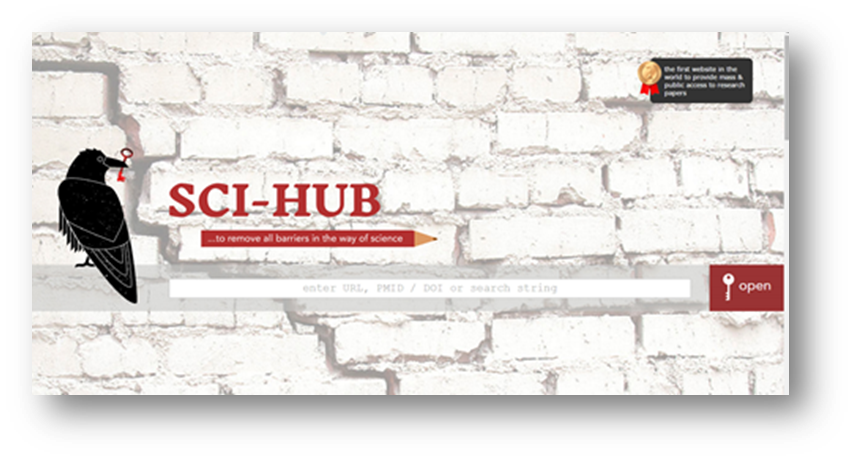 the first website in the
world to provide mass &
public access to research
papers
SCI-HUB
...to remove all barriers in the way of science
enter URL, PMID / DOI or search string
open